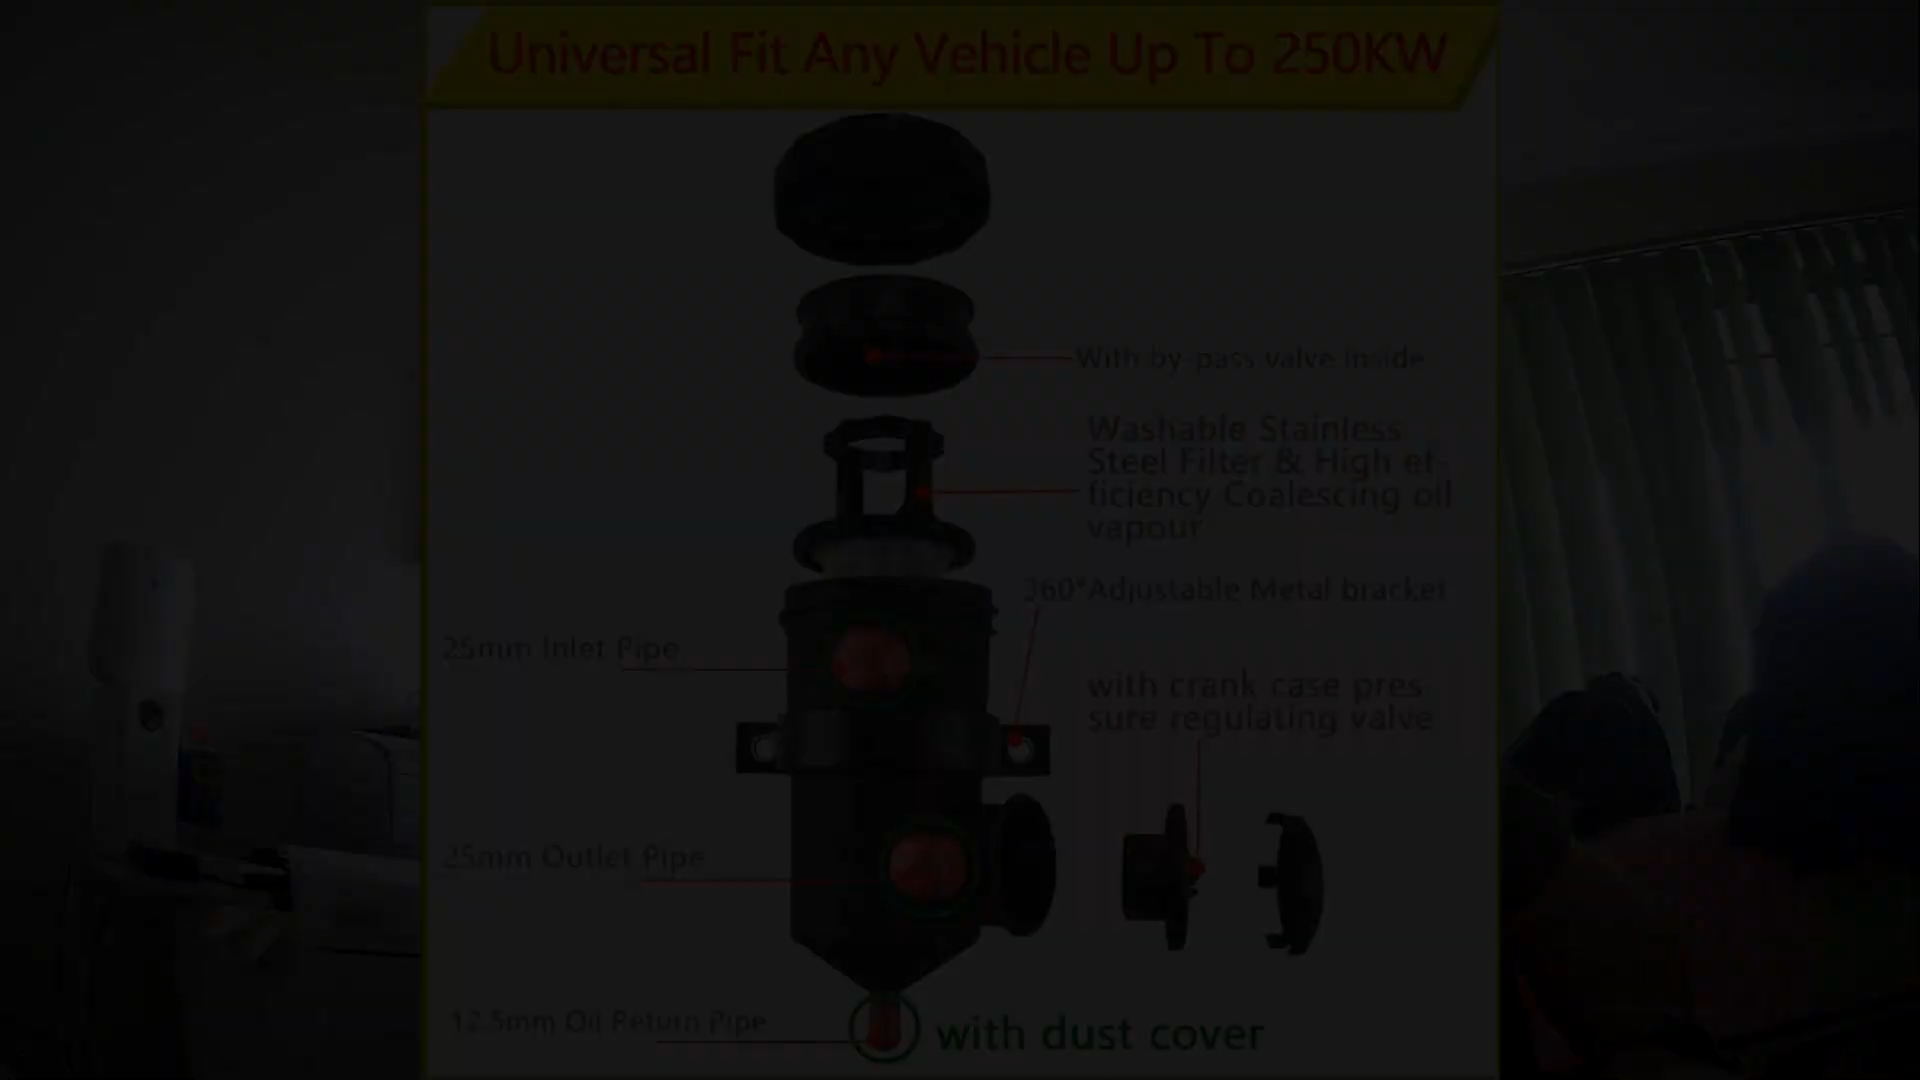 Universal Fit Any Vehicle Up To 250KW
With by-pass valve inside
Washable Stainless
Steel Filter & High ef-
ficiency Coalescing oil
vapour
360°Adjustable Metal bracket
25mm Inlet Pipe
with crank case pres
sure regulating valve
25mm Outlet Pipe
12.5mm Oil Return Pipe
with dust cover